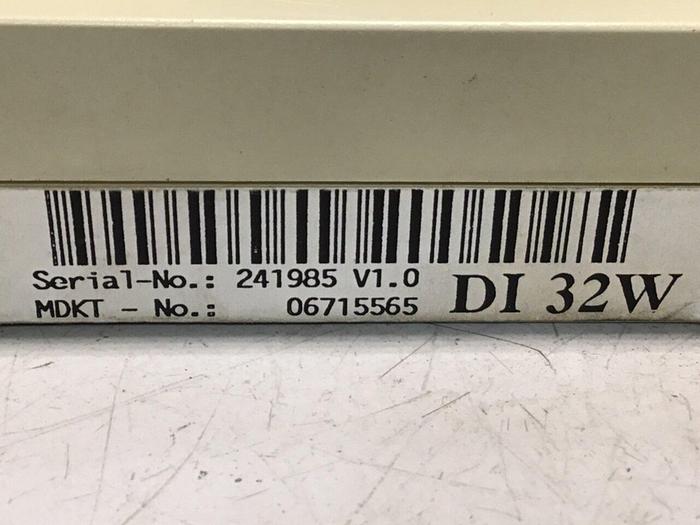 Serial-No.: 241985 V1.0
MDKT - No.: 06715565 DI 32W